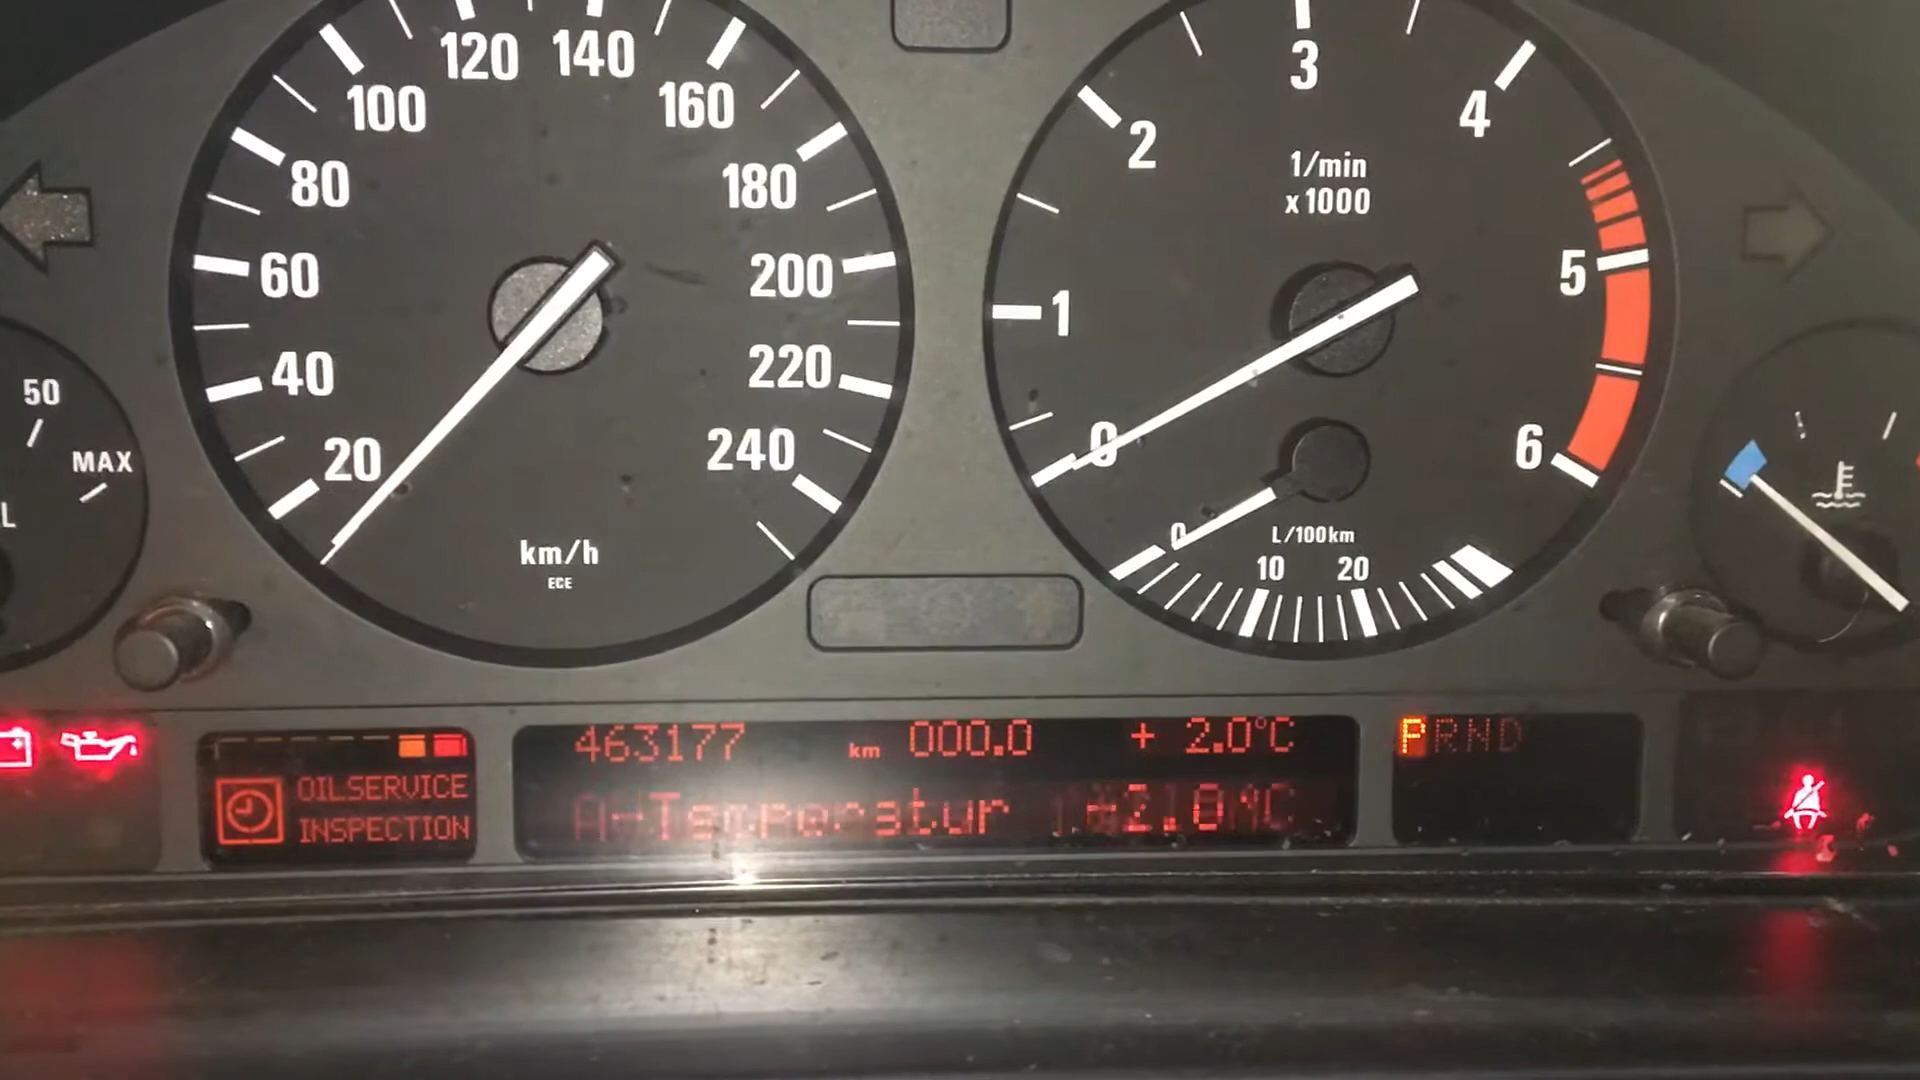 120 140
100 160
80 180
60 200
40 220
20 240
km/h
ECE
3
2 4
1/min
x1000
1 5
0 6
0
L/100km
10 20
50
MAX
L
463177 km 000.0 + 2.0°C
OILSERVICE
INSPECTION
A-Temperatur
PRND